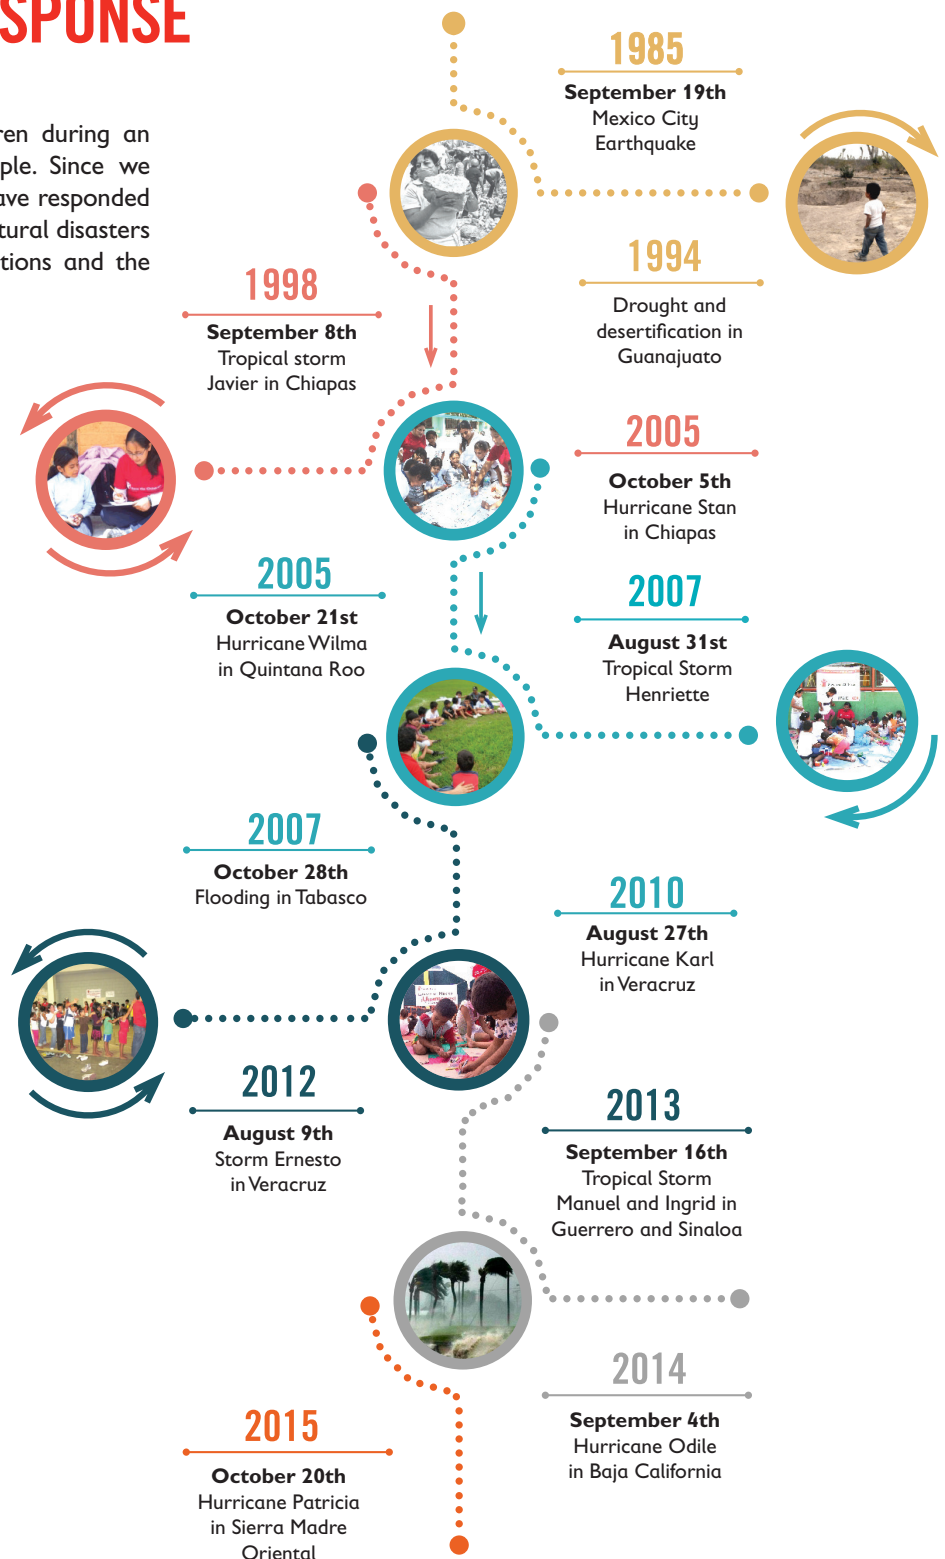 SPONSE
ren during an
ple. Since we
ave responded
tural disasters
tions and the
1985
September 19th
Mexico City
Earthquake
1994
Drought and
desertification in
Guanajuato
1998
September 8th
Tropical storm
Javier in Chiapas
2005
October 5th
Hurricane Stan
in Chiapas
2005
October 21st
Hurricane Wilma
in Quintana Roo
2007
August 31st
Tropical Storm
Henriette
2007
October 28th
Flooding in Tabasco
2010
August 27th
Hurricane Karl
in Veracruz
2012
August 9th
Storm Ernesto
in Veracruz
2013
September 16th
Tropical Storm
Manuel and Ingrid in
Guerrero and Sinaloa
2014
September 4th
Hurricane Odile
in Baja California
2015
October 20th
Hurricane Patricia
in Sierra Madre
Oriental